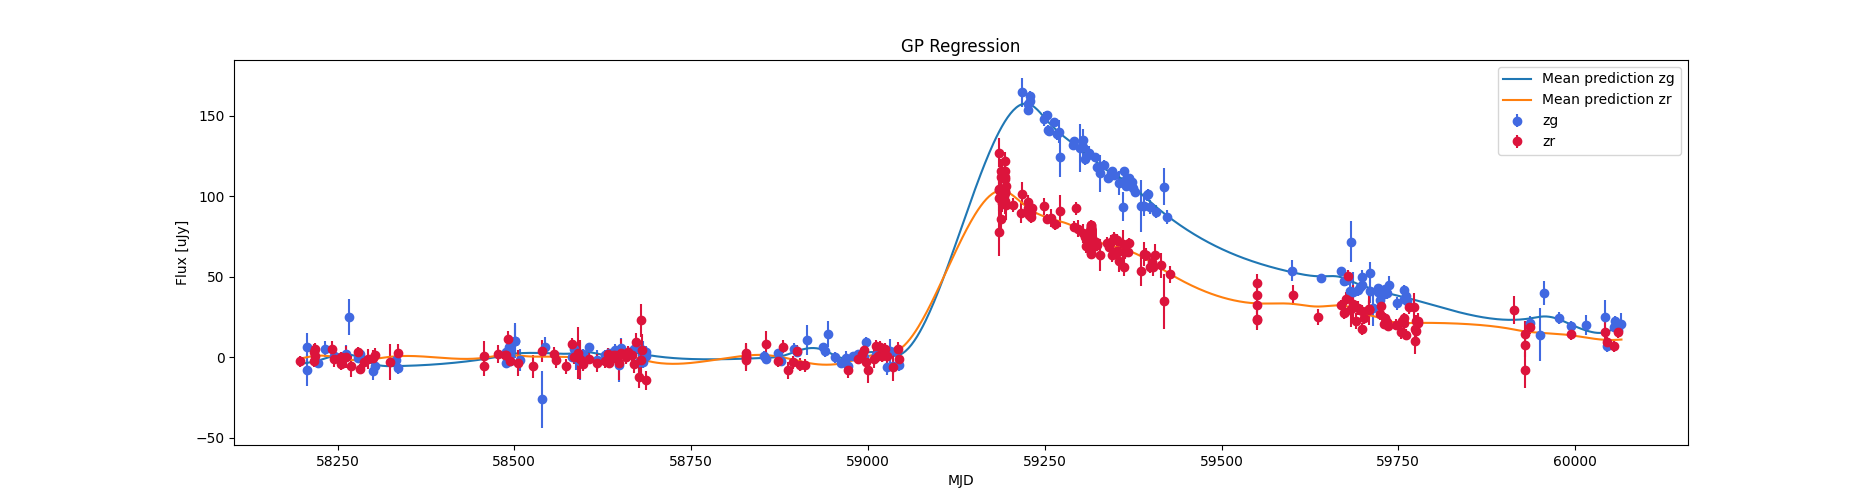 GP Regression
Mean prediction zg
Mean prediction zr
zg
zr
Flux [uJy]
150
100
50
0
−50
58250 58500 58750 59000 59250 59500 59750 60000
MJD